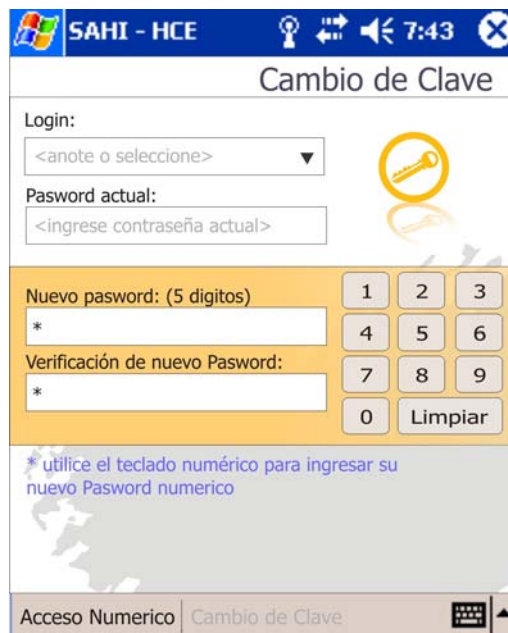 SAHI - HCE 7:43
Cambio de Clave
Login:
<anote o seleccione>
Pasword actual:
<ingrese contraseña actual>
Nuevo pasword: (5 digitos)
*
Verificación de nuevo Pasword:
*
1 2 3
4 5 6
7 8 9
0 Limpiar
* utilice el teclado numérico para ingresar su
nuevo Pasword numerico
Acceso Numerico Cambio de Clave